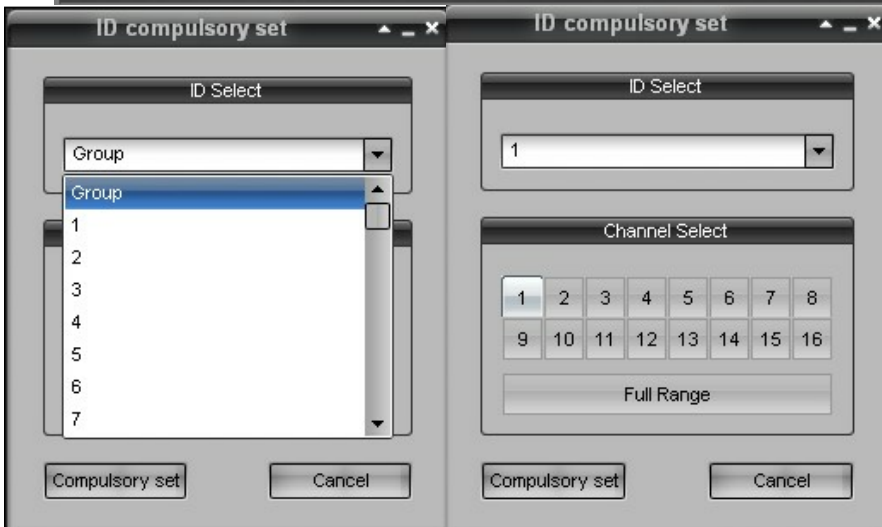 ID compulsory set
ID Select
Group
Group
1
2
3
4
5
6
7
Compulsory set Cancel
ID compulsory set
ID Select
1
Channel Select
1 2 3 4 5 6 7 8
9 10 11 12 13 14 15 16
Full Range
Compulsory set Cancel